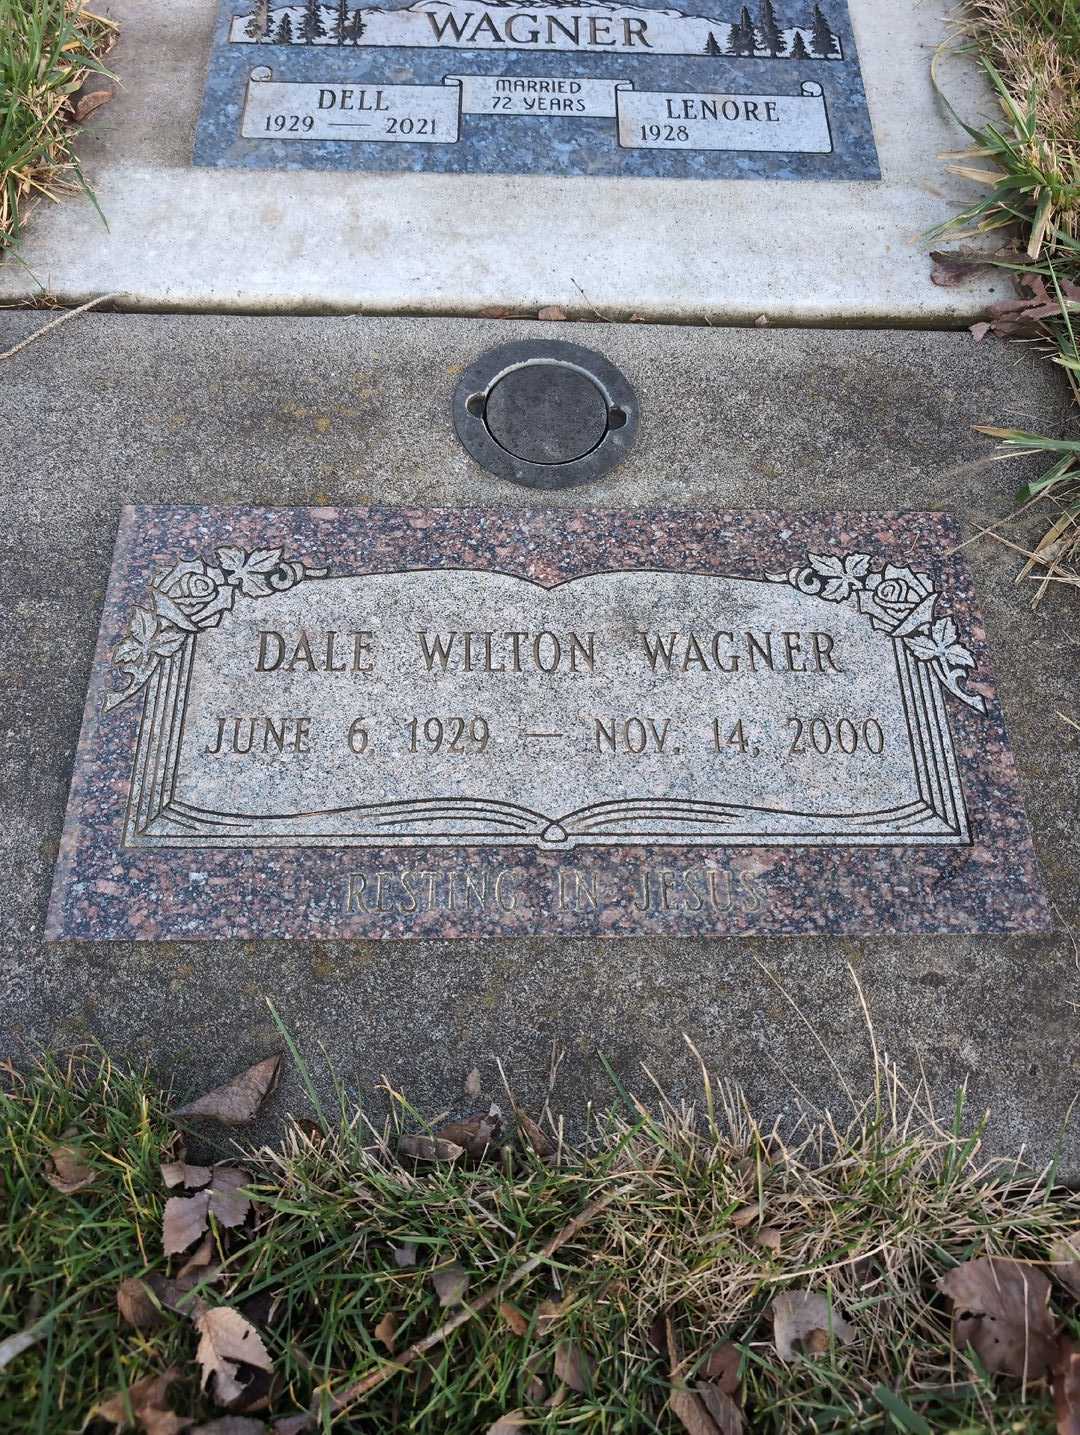 WAGNER
DELL
1929 — 2021
MARRIED
72 YEARS
LENORE
1928
DALE WILTON WAGNER
JUNE 6, 1929 — NOV. 14, 2000
RESTING IN JESUS